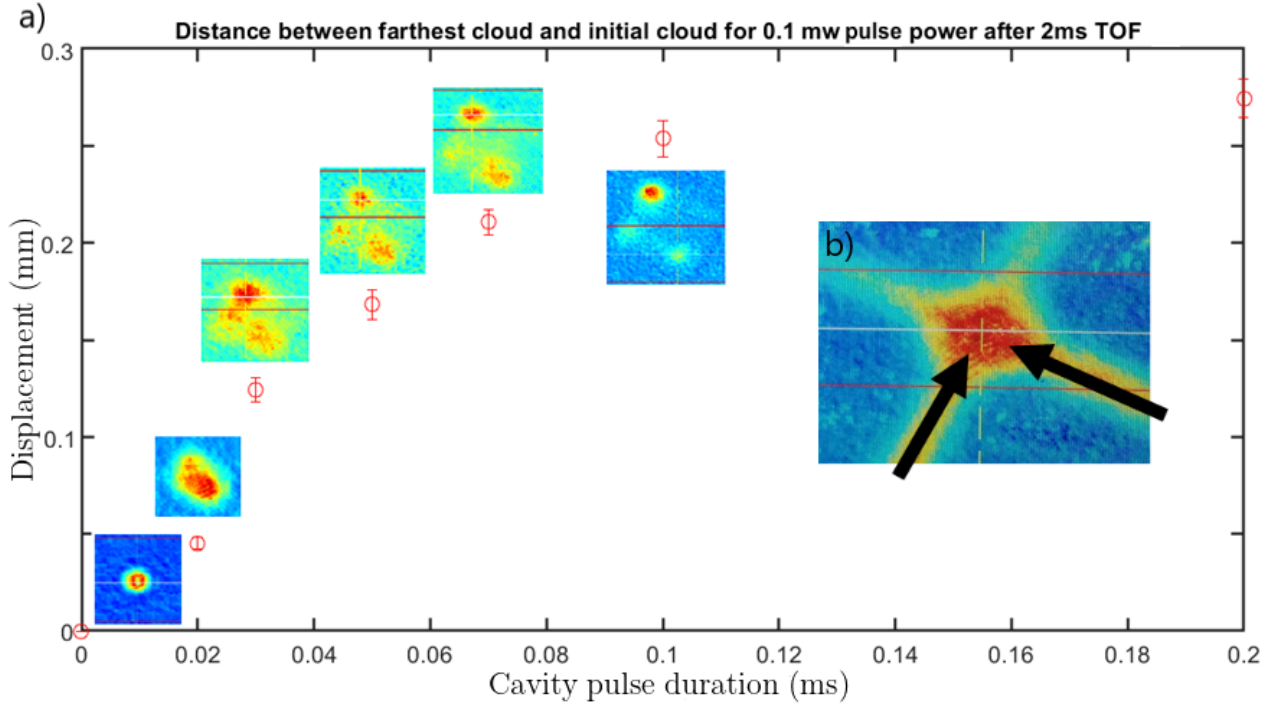 a)
Distance between farthest cloud and initial cloud for 0.1 mw pulse power after 2ms TOF
0.3
0.2
0.1
0
Displacement (mm)
b)
0 0.02 0.04 0.06 0.08 0.1 0.12 0.14 0.16 0.18 0.2
Cavity pulse duration (ms)